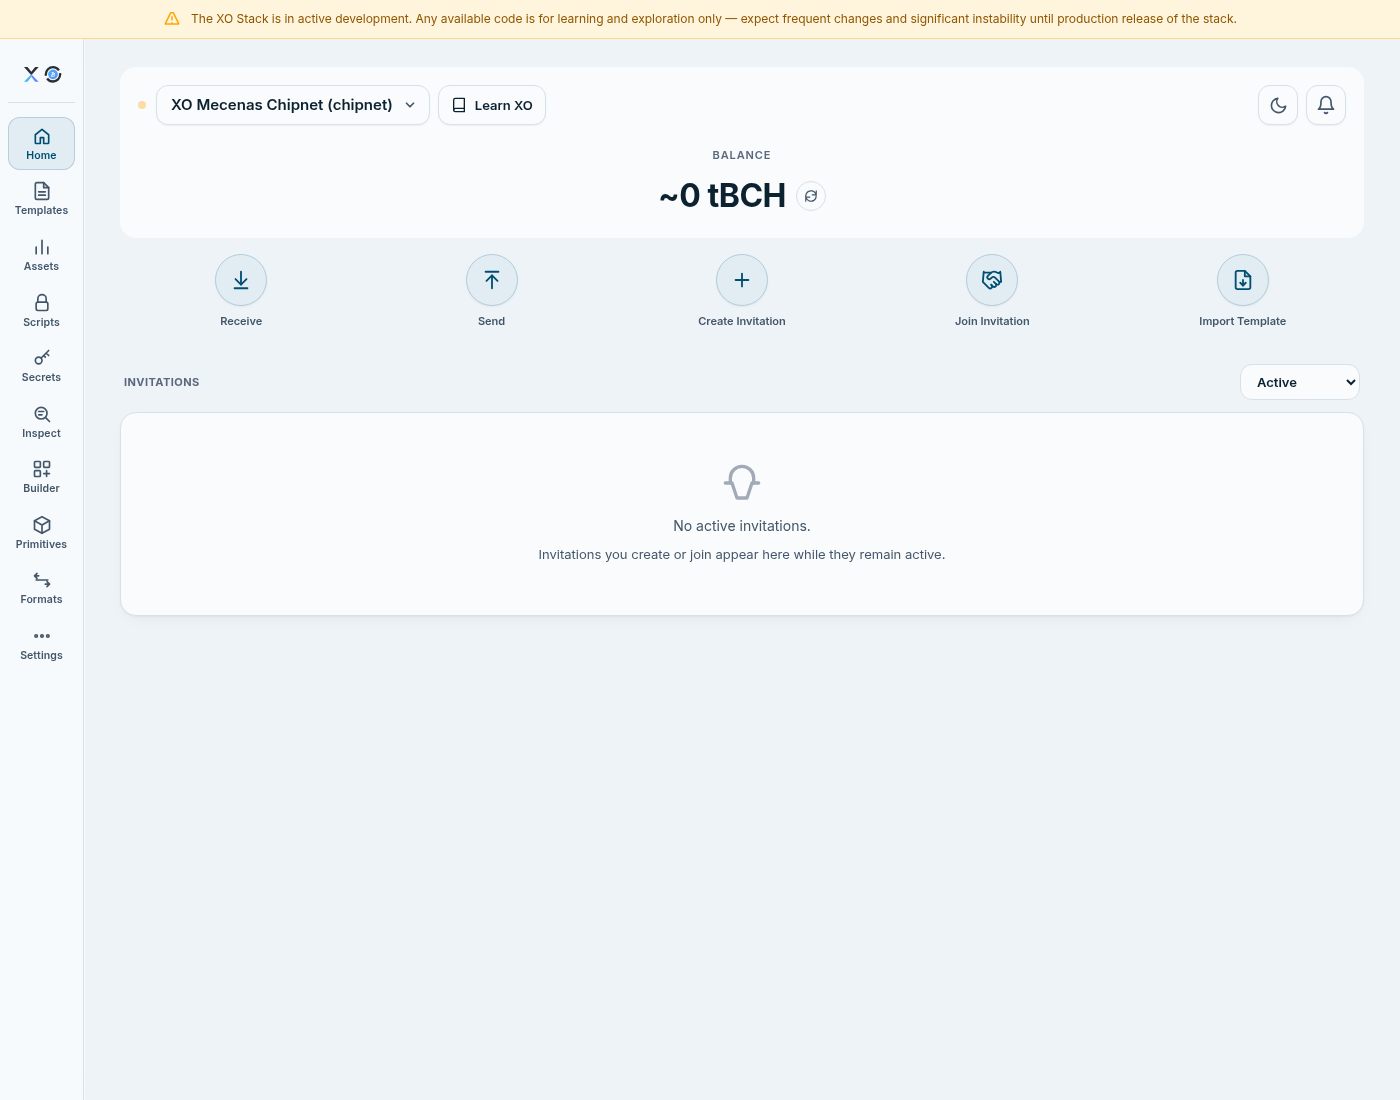 The XO Stack is in active development. Any available code is for learning and exploration only — expect frequent changes and significant instability until production release of the stack.
XO
Home
Templates
Assets
Scripts
Secrets
Inspect
Builder
Primitives
Formats
Settings
XO Mecenas Chipnet (chipnet)
Learn XO
BALANCE
~0 tBCH
Receive
Send
Create Invitation
Join Invitation
Import Template
INVITATIONS
Active
No active invitations.
Invitations you create or join appear here while they remain active.